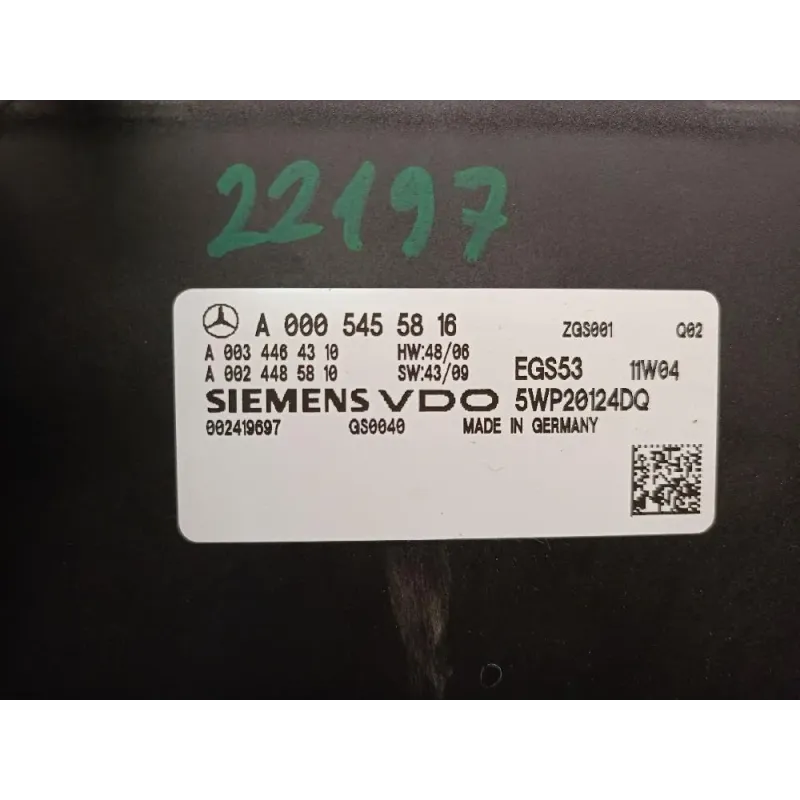 22197
A 000 545 58 16 ZGS001 Q02
A 003 446 43 10 HW:48/06
A 002 448 58 10 SW:43/09 EGS53 11W04
SIEMENS VDO 5WP20124DQ
002419697 GS0040 MADE IN GERMANY